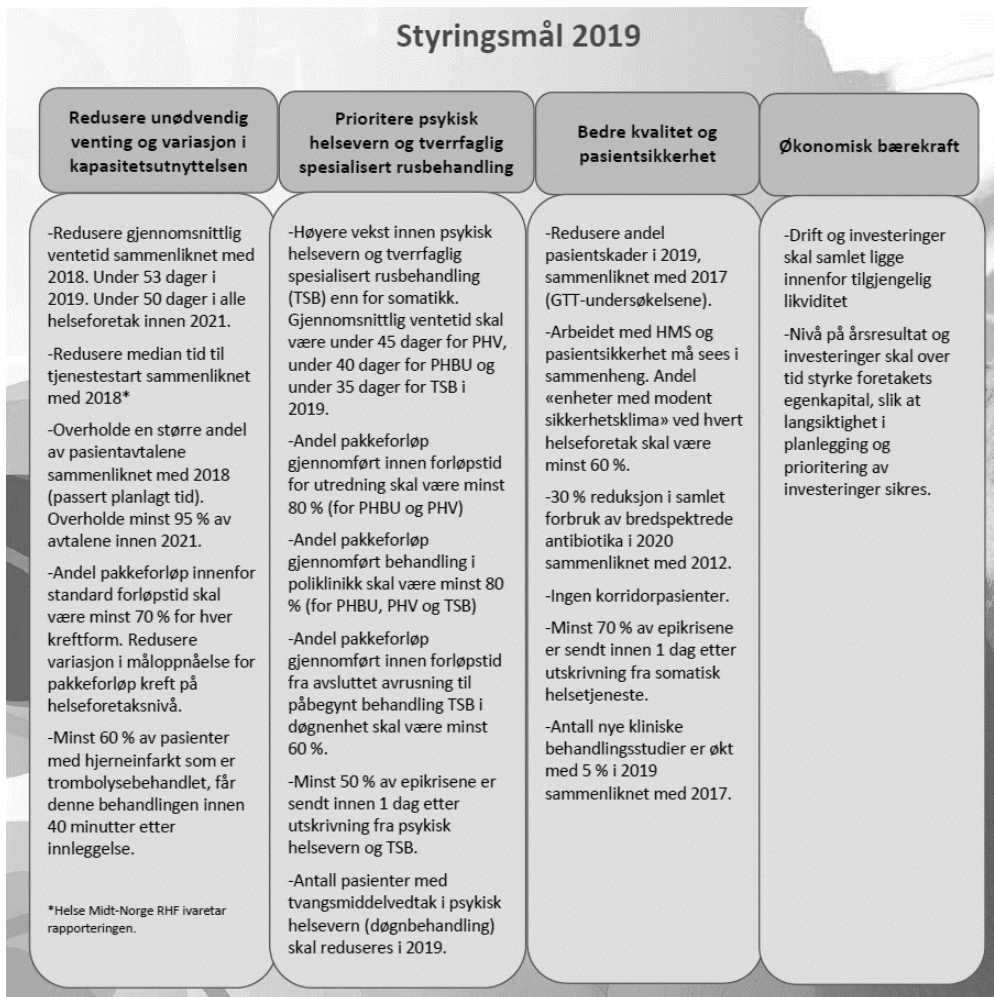 Styringsmål 2019
Redusere unødvendig
venting og variasjon i
kapasitetsutnyttelsen
-Redusere gjennomsnittlig
ventetid sammenliknet med
2018. Under 53 dager i
2019. Under 50 dager i alle
helseforetak innen 2021.
-Redusere median tid til
tjenestestart sammenliknet
med 2018*
-Overholde en større andel
av pasientavtalene
sammenliknet med 2018
(passert planlagt tid).
Overholde minst 95 % av
avtalene innen 2021.
-Andel pakkeforløp innenfor
standard forløpstid skal
være minst 70 % for hver
kreftform. Redusere
variasjon i måloppnåelse for
pakkeforløp kreft på
helseforetaksnivå.
-Minst 60 % av pasienter
med hjerneinfarkt som er
trombolysebehandlet, får
denne behandlingen innen
40 minutter etter
innleggelse.
*Helse Midt-Norge RHF ivaretar
rapporteringen.
Prioritere psykisk
helsevern og tverrfaglig
spesialisert rusbehandling
-Høyere vekst innen psykisk
helsevern og tverrfaglig
spesialisert rusbehandling
(TSB) enn for somatikk.
Gjennomsnittlig ventetid skal
være under 45 dager for PHV,
under 40 dager for PHBU og
under 35 dager for TSB i
2019.
-Andel pakkeforløp
gjennomført innen forløpstid
for utredning skal være minst
80 % (for PHBU og PHV)
-Andel pakkeforløp
gjennomført behandling i
poliklinikk skal være minst 80
% (for PHBU, PHV og TSB)
-Andel pakkeforløp
gjennomført innen forløpstid
fra avsluttet avrusning til
påbegynt behandling TSB i
døgnenhet skal være minst
60 %.
-Minst 50 % av epikrisene er
sendt innen 1 dag etter
utskrivning fra psykisk
helsevern og TSB.
-Antall pasienter med
tvangsmiddelvedtak i psykisk
helsevern (døgnbehandling)
skal reduseres i 2019.
Bedre kvalitet og
pasientsikkerhet
-Redusere andel
pasientskader i 2019,
sammenliknet med 2017
(GTT-undersøkelsene).
-Arbeidet med HMS og
pasientsikkerhet må sees i
sammenheng. Andel
«enheter med modent
sikkerhetsklima» ved hvert
helseforetak skal være
minst 60 %.
-30 % reduksjon i samlet
forbruk av bredspektrede
antibiotika i 2020
sammenliknet med 2012.
-Ingen korridorpasienter.
-Minst 70 % av epikrisene
er sendt innen 1 dag etter
utskrivning fra somatisk
helsetjeneste.
-Antall nye kliniske
behandlingsstudier er økt
med 5 % i 2019
sammenliknet med 2017.
Økonomisk bærekraft
-Drift og investeringer
skal samlet ligge
innenfor tilgjengelig
likviditet
-Nivå på årsresultat og
investeringer skal over
tid styrke foretakets
egenkapital, slik at
langsiktighet i
planlegging og
prioritering av
investeringer sikres.